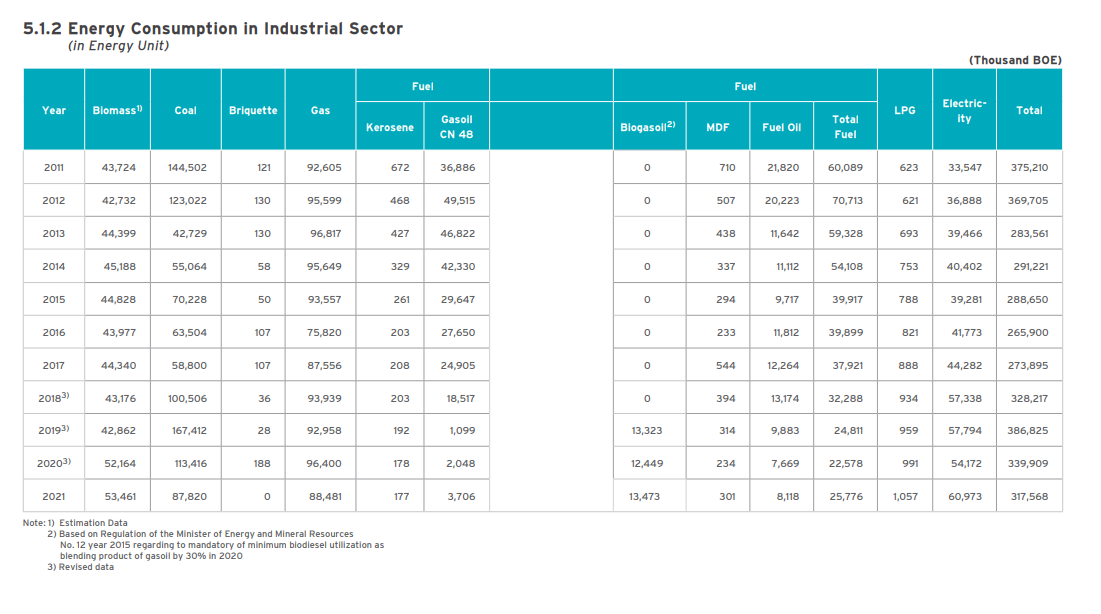 5.1.2 Energy Consumption in Industrial Sector
(in Energy Unit)
(Thousand BOE)
Year Biomass1) Coal Briquette Gas Fuel Fuel LPG Electric-ity Total
Kerosene Gasoil CN 48 Biogasoil2) MDF Fuel Oil Total Fuel
2011 43,724 144,502 121 92,605 672 36,886 0 710 21,820 60,089 623 33,547 375,210
2012 42,732 123,022 130 95,599 468 49,515 0 507 20,223 70,713 621 36,888 369,705
2013 44,399 42,729 130 96,817 427 46,822 0 438 11,642 59,328 693 39,466 283,561
2014 45,188 55,064 58 95,649 329 42,330 0 337 11,112 54,108 753 40,402 291,221
2015 44,828 70,228 50 93,557 261 29,647 0 294 9,717 39,917 788 39,281 288,650
2016 43,977 63,504 107 75,820 203 27,650 0 233 11,812 39,899 821 41,773 265,900
2017 44,340 58,800 107 87,556 208 24,905 0 544 12,264 37,921 888 44,282 273,895
20183) 43,176 100,506 36 93,939 203 18,517 0 394 13,174 32,288 934 57,338 328,217
20193) 42,862 167,412 28 92,958 192 1,099 13,323 314 9,883 24,811 959 57,794 386,825
20203) 52,164 113,416 188 96,400 178 2,048 12,449 234 7,669 22,578 991 54,172 339,909
2021 53,461 87,820 0 88,481 177 3,706 13,473 301 8,118 25,776 1,057 60,973 317,568
Note: 1) Estimation Data
2) Based on Regulation of the Minister of Energy and Mineral Resources
No. 12 year 2015 regarding to mandatory of minimum biodiesel utilization as
blending product of gasoil by 30% in 2020
3) Revised data